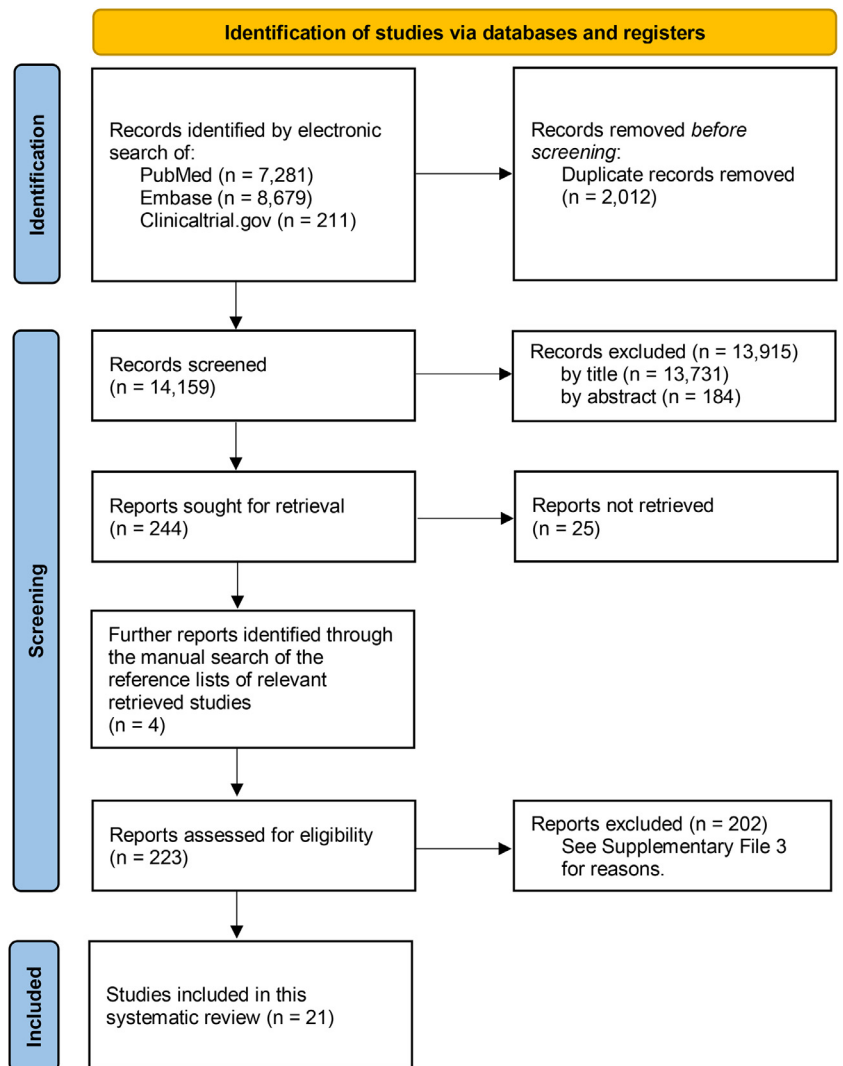 Identification of studies via databases and registers
Identification
Records identified by electronic
search of:
PubMed (n = 7,281)
Embase (n = 8,679)
Clinicaltrial.gov (n = 211)
Records removed before
screening:
Duplicate records removed
(n = 2,012)
Screening
Records screened
(n = 14,159)
Records excluded (n = 13,915)
by title (n = 13,731)
by abstract (n = 184)
Reports sought for retrieval
(n = 244)
Reports not retrieved
(n = 25)
Further reports identified through
the manual search of the
reference lists of relevant
retrieved studies
(n = 4)
Reports assessed for eligibility
(n = 223)
Reports excluded (n = 202)
See Supplementary File 3
for reasons.
Included
Studies included in this
systematic review (n = 21)